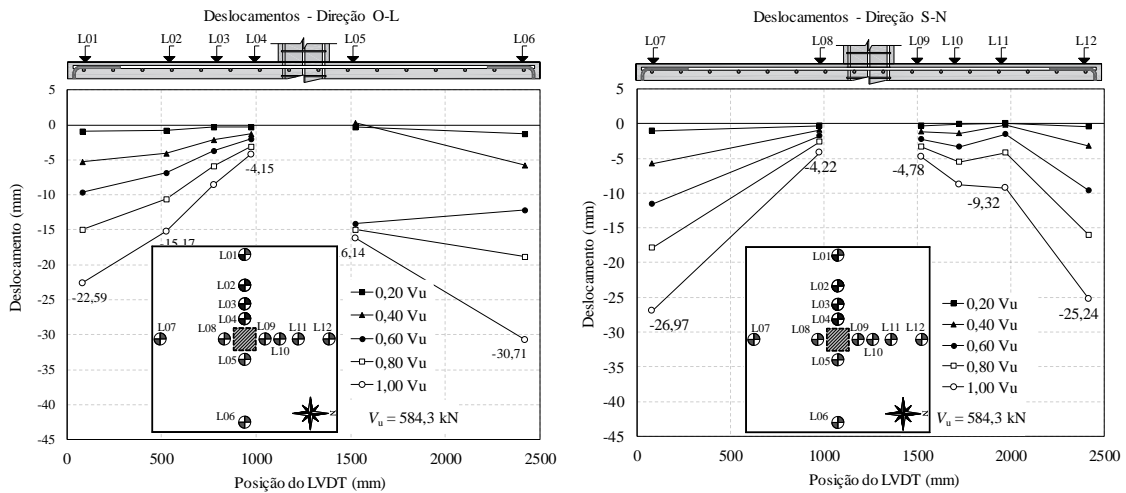 Deslocamentos - Direção O-L
L01 L02 L03 L04 L05 L06
5
0
-5
-10
-15
-20
-25
-30
-35
-40
-45
Deslocamento (mm)
-4,15
-15,17
-22,59
6,14
-30,71
L01
L02
L03
L04
L07 L08 L09 L11 L12
L10
L05
L06
N
0,20 Vu
0,40 Vu
0,60 Vu
0,80 Vu
1,00 Vu
Vu = 584,3 kN
0 500 1000 1500 2000 2500
Posição do LVDT (mm)
Deslocamentos - Direção S-N
L07 L08 L09 L10 L11 L12
5
0
-5
-10
-15
-20
-25
-30
-35
-40
-45
Deslocamento (mm)
-4,22
-4,78
-9,32
-26,97
-25,24
L01
L02
L03
L04
L07 L08 L09 L11 L12
L10
L05
L06
N
0,20 Vu
0,40 Vu
0,60 Vu
0,80 Vu
1,00 Vu
Vu = 584,3 kN
0 500 1000 1500 2000 2500
Posição do LVDT (mm)